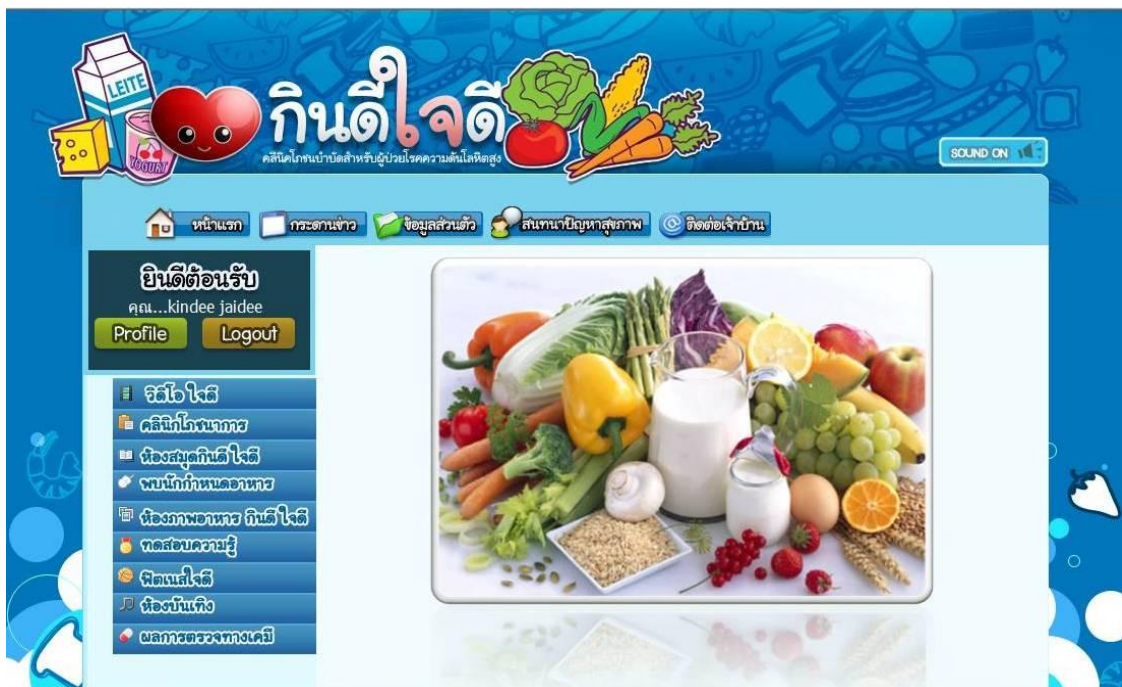 LEITE
YOGURT
กินดีใจดี
คลินิคโภชนบำบัดสำหรับผู้ป่วยโรคความดันโลหิตสูง
SOUND ON
หน้าแรก กระดานข่าว ข้อมูลส่วนตัว สนทนาปัญหาสุขภาพ ติดต่อเจ้าบ้าน
ยินดีต้อนรับ
คุณ...kindee jaidee
Profile Logout
วิดีโอ ใจดี
คลินิกโภชนาการ
ห้องสมุดกินดี ใจดี
พบนักกำหนดอาหาร
ห้องภาพอาหาร กินดี ใจดี
ทดสอบความรู้
ฟิตเนสใจดี
ห้องบันเทิง
ผลการตรวจทางเคมี